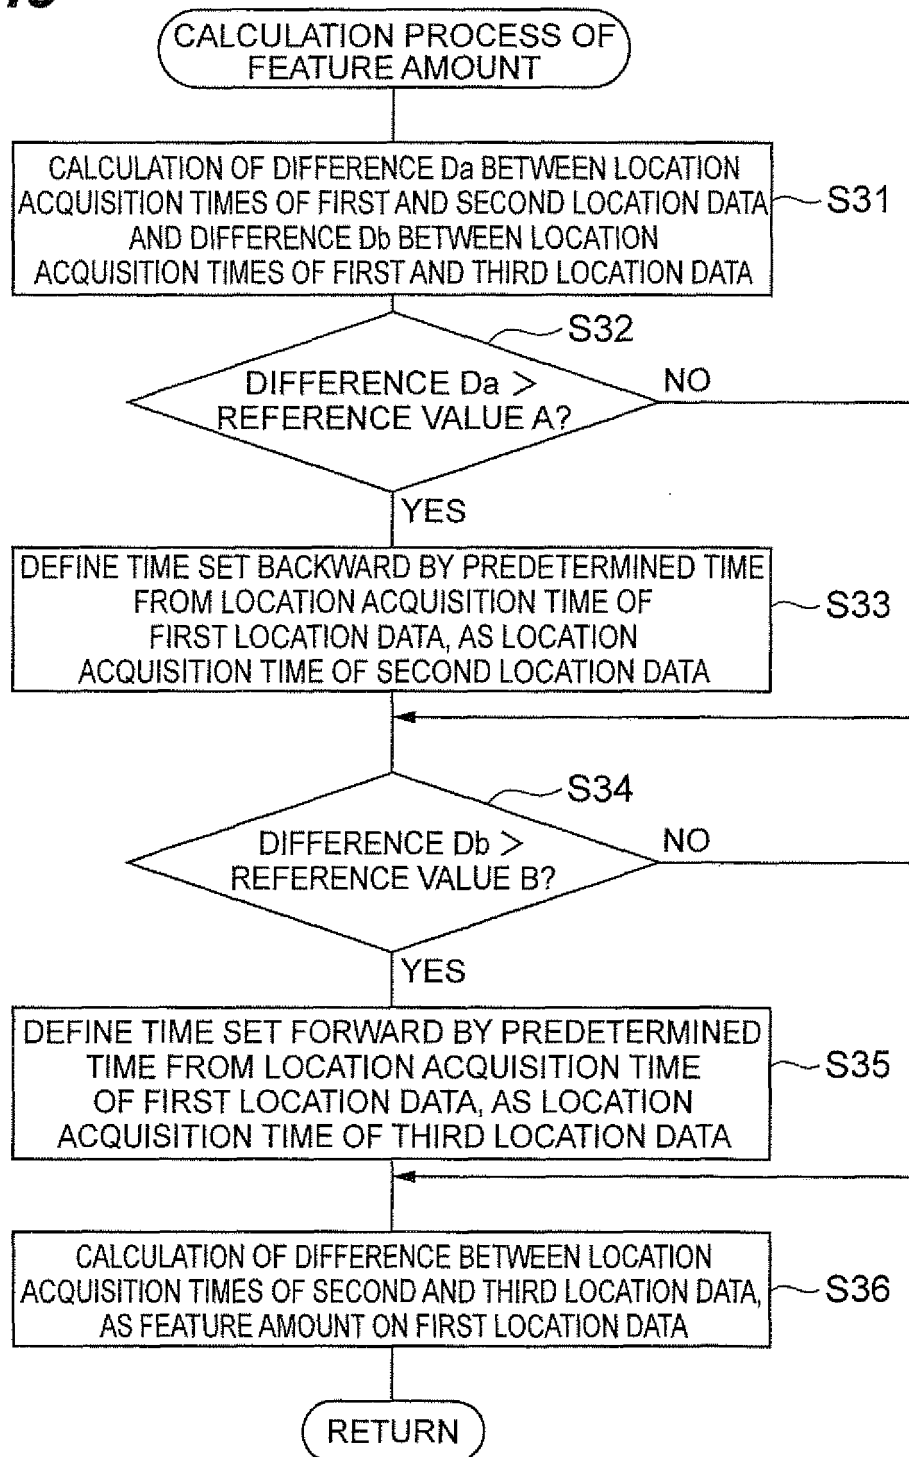 CALCULATION PROCESS OF
FEATURE AMOUNT
CALCULATION OF DIFFERENCE Da BETWEEN LOCATION
ACQUISITION TIMES OF FIRST AND SECOND LOCATION DATA
AND DIFFERENCE Db BETWEEN LOCATION
ACQUISITION TIMES OF FIRST AND THIRD LOCATION DATA
S31
S32
DIFFERENCE Da >
REFERENCE VALUE A?
NO
YES
DEFINE TIME SET BACKWARD BY PREDETERMINED TIME
FROM LOCATION ACQUISITION TIME OF
FIRST LOCATION DATA, AS LOCATION
ACQUISITION TIME OF SECOND LOCATION DATA
S33
S34
DIFFERENCE Db >
REFERENCE VALUE B?
NO
YES
DEFINE TIME SET FORWARD BY PREDETERMINED
TIME FROM LOCATION ACQUISITION TIME
OF FIRST LOCATION DATA, AS LOCATION
ACQUISITION TIME OF THIRD LOCATION DATA
S35
CALCULATION OF DIFFERENCE BETWEEN LOCATION
ACQUISITION TIMES OF SECOND AND THIRD LOCATION DATA,
AS FEATURE AMOUNT ON FIRST LOCATION DATA
S36
RETURN